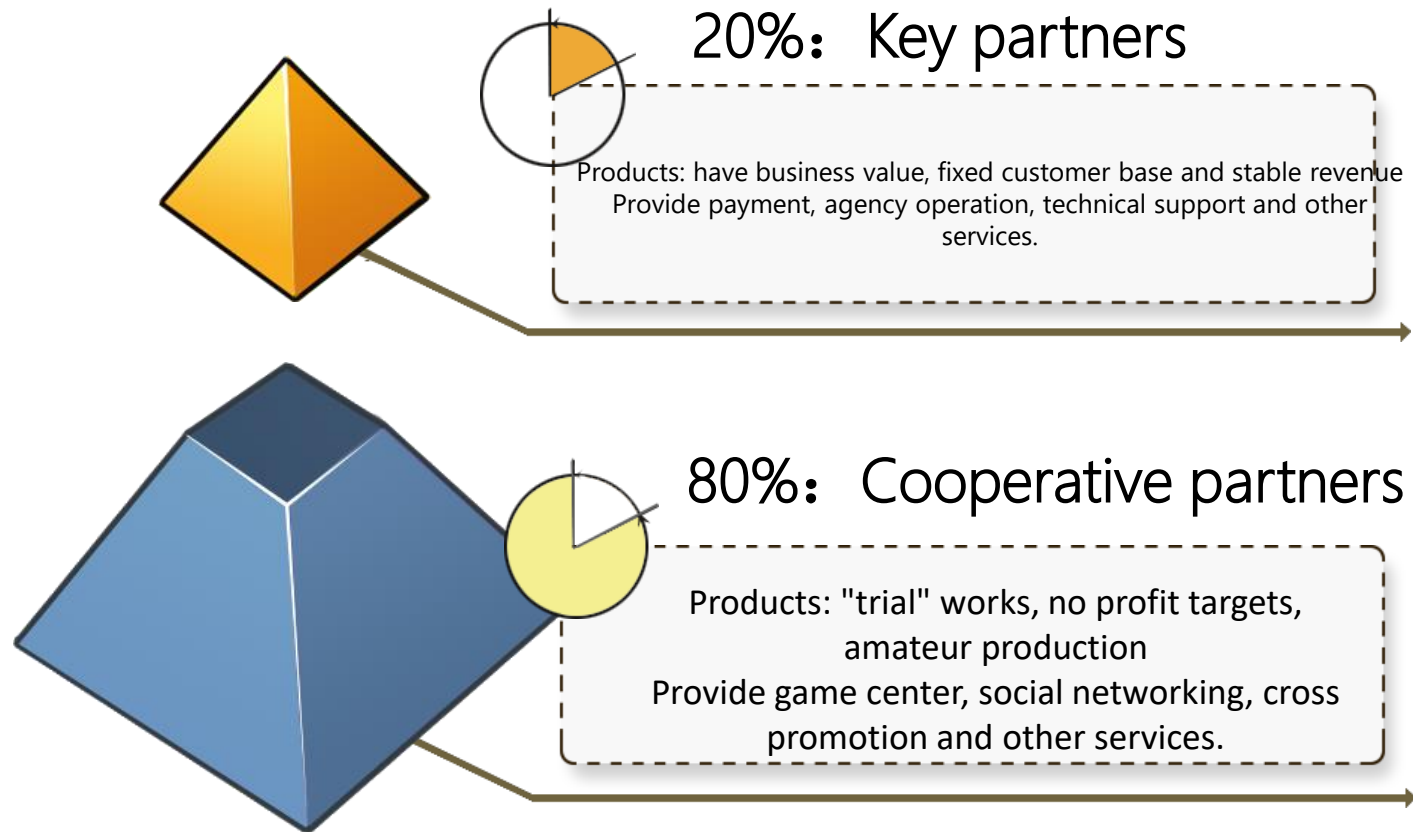 20%：Key partners
Products: have business value, fixed customer base and stable revenue
Provide payment, agency operation, technical support and other
services.
80%：Cooperative partners
Products: "trial" works, no profit targets,
amateur production
Provide game center, social networking, cross
promotion and other services.